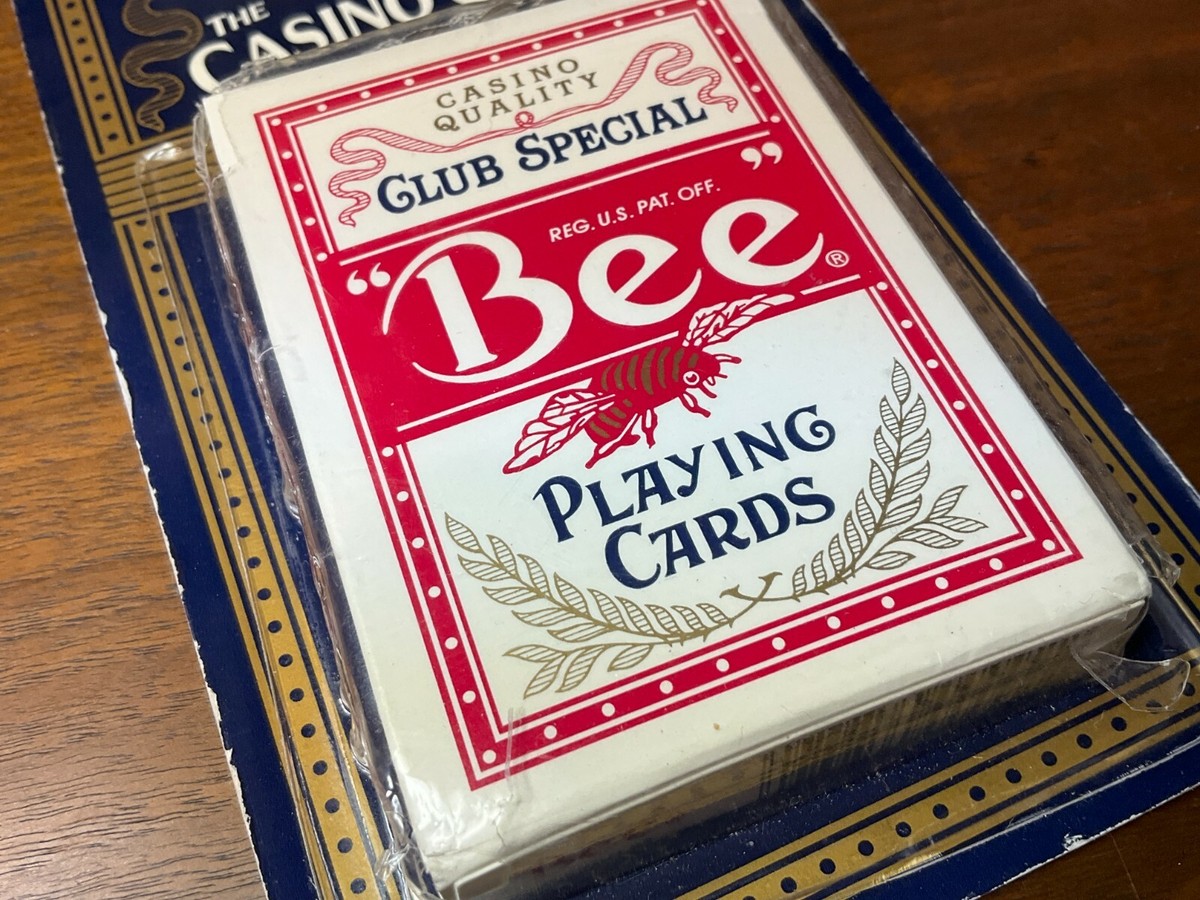 THE
CASINO
CASINO
QUALITY
CLUB SPECIAL
REG. U.S. PAT. OFF.
“Bee”®
PLAYING
CARDS